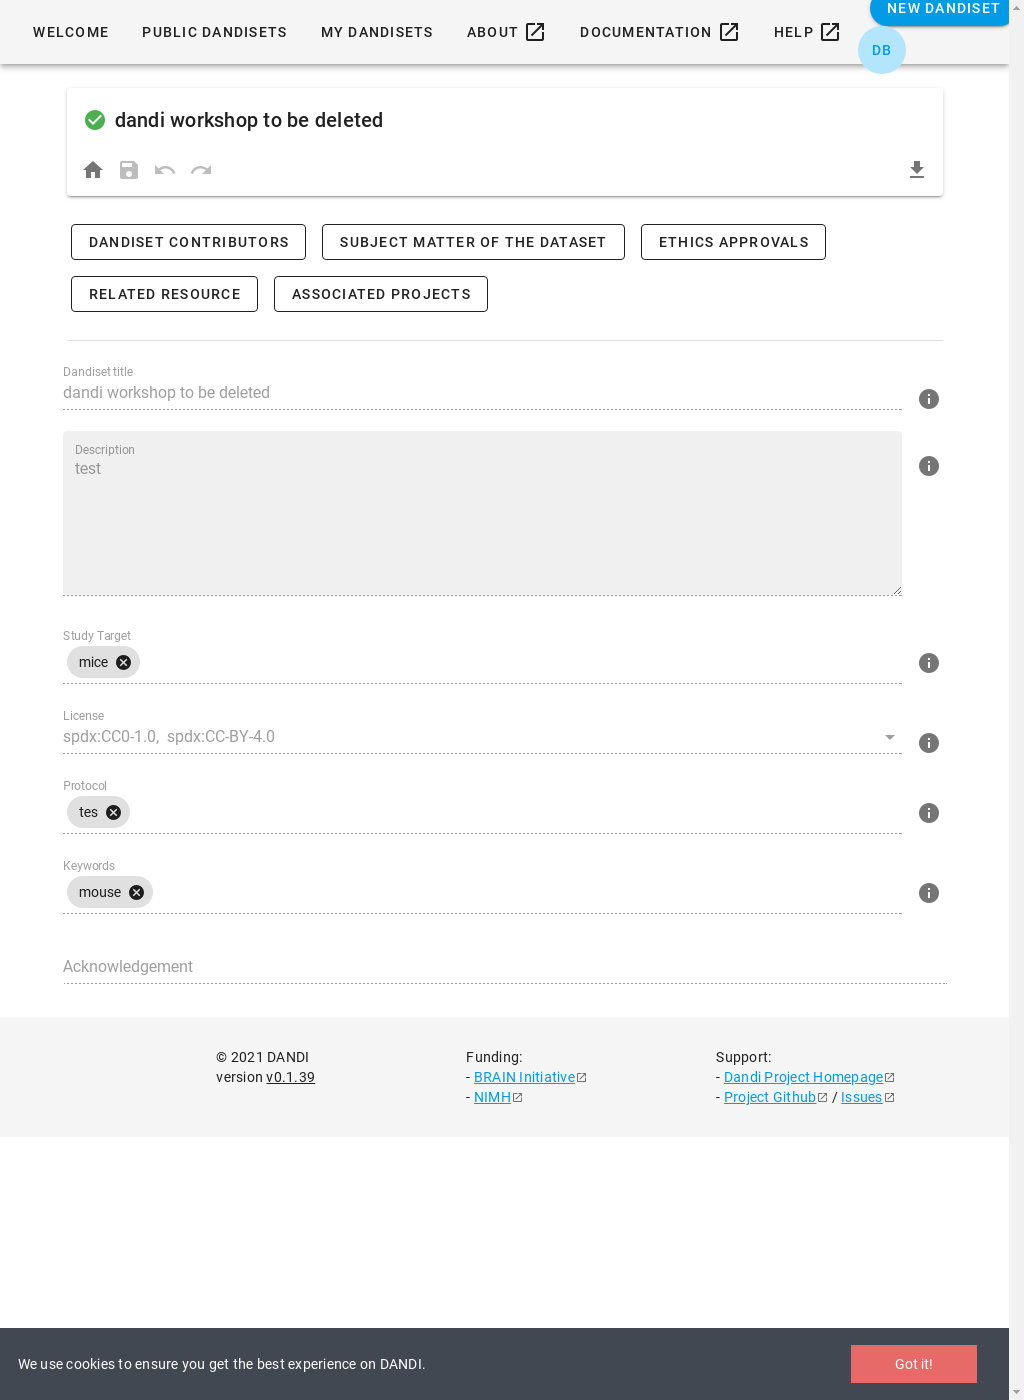 WELCOME PUBLIC DANDISETS MY DANDISETS ABOUT DOCUMENTATION HELP NEW DANDISET
DB
dandi workshop to be deleted
DANDISET CONTRIBUTORS SUBJECT MATTER OF THE DATASET ETHICS APPROVALS
RELATED RESOURCE ASSOCIATED PROJECTS
Dandiset title
dandi workshop to be deleted
Description
test
Study Target
mice
License
spdx:CC0-1.0, spdx:CC-BY-4.0
Protocol
tes
Keywords
mouse
Acknowledgement
© 2021 DANDI
version v0.1.39
Funding:
- BRAIN Initiative
- NIMH
Support:
- Dandi Project Homepage
- Project Github / Issues
We use cookies to ensure you get the best experience on DANDI.
Got it!